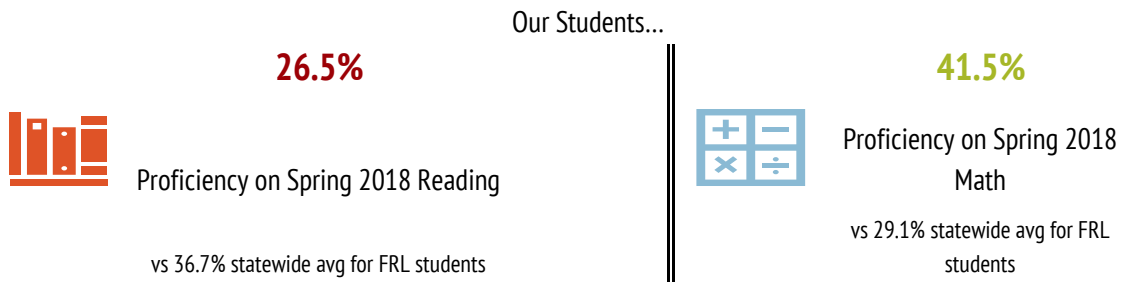 Our Students...
26.5%
Proficiency on Spring 2018 Reading
vs 36.7% statewide avg for FRL students
41.5%
Proficiency on Spring 2018
Math
vs 29.1% statewide avg for FRL
students